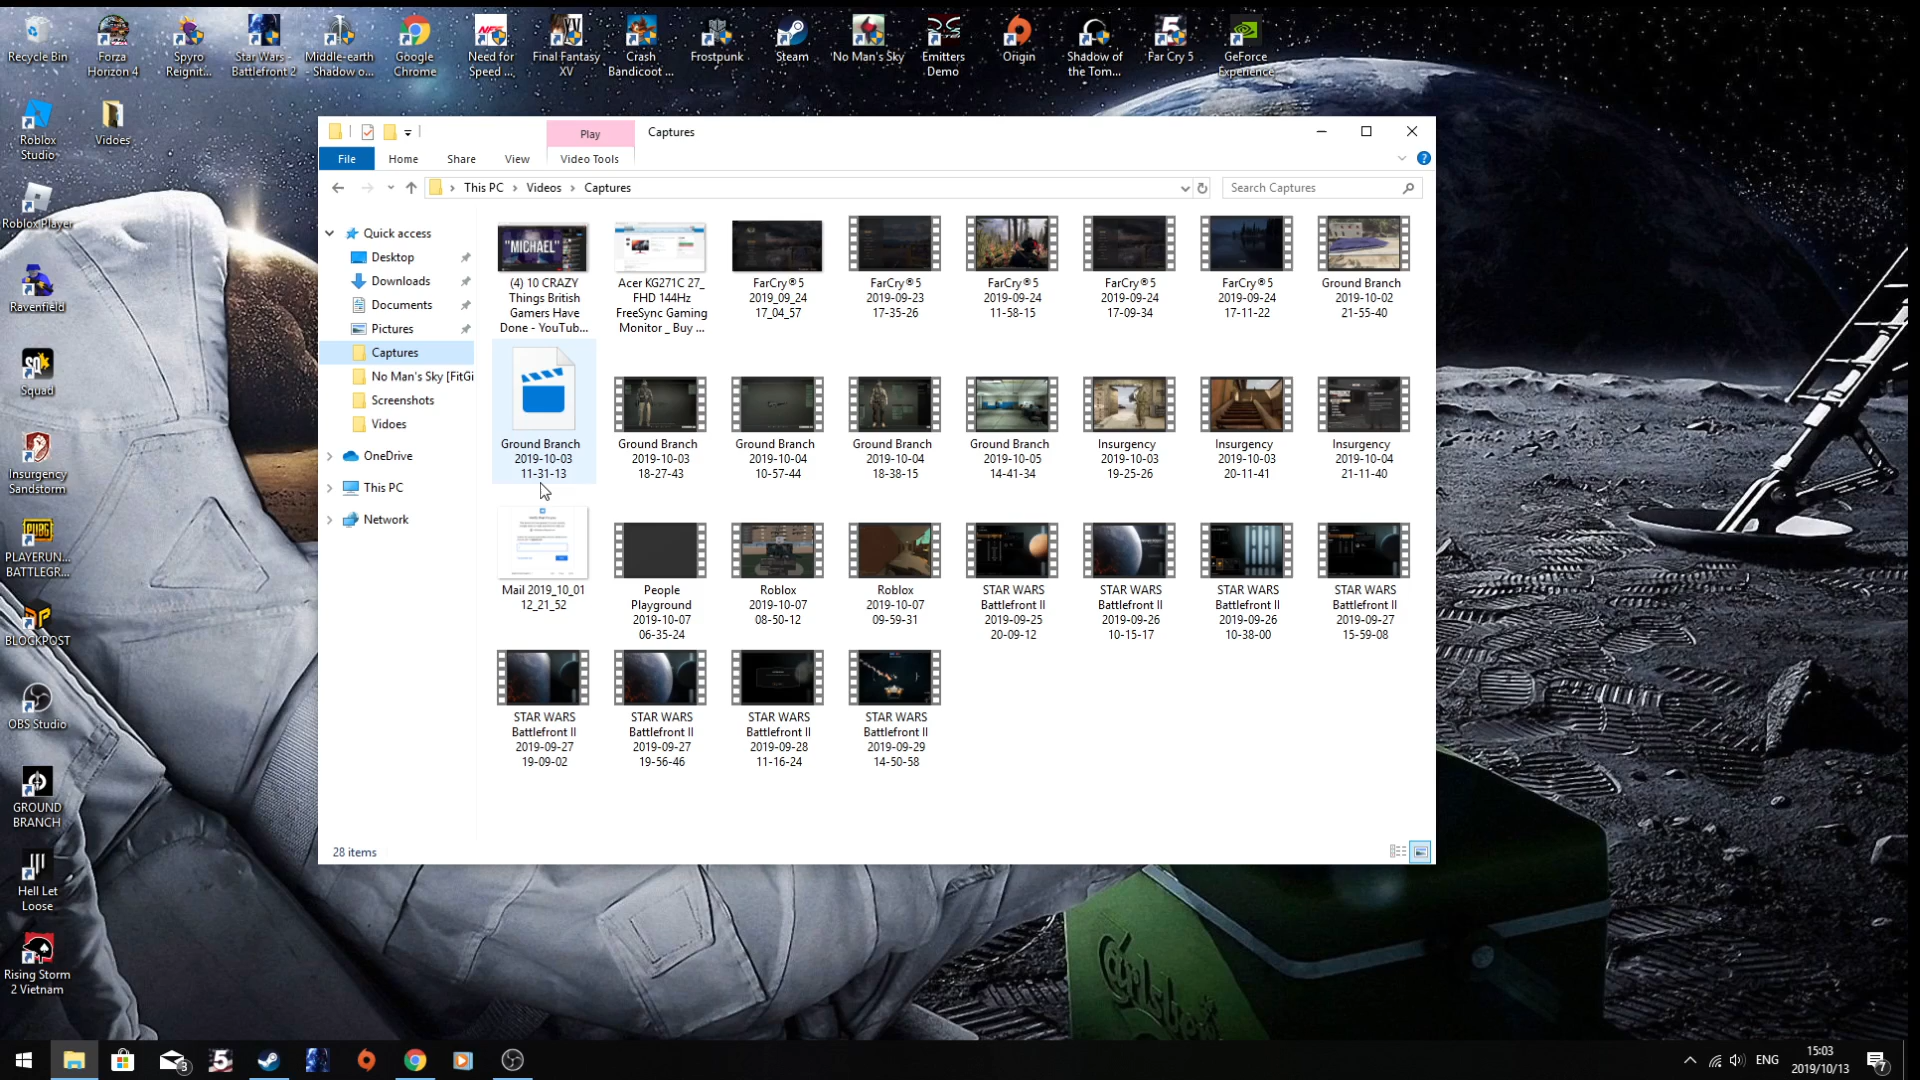 Recycle Bin
Forza
Horizon 4
Spyro
Reignit...
Star Wars -
Battlefront 2
Middle-earth
- Shadow o...
Google
Chrome
Need for
Speed ...
Final Fantasy
XV
Crash
Bandicoot ...
Frostpunk
Steam
No Man's Sky
Emitters
Demo
Origin
Shadow of
the Tom...
Far Cry 5
GeForce
Experience
Roblox
Studio
Vidoes
Roblox Player
Ravenfield
Squad
Insurgency
Sandstorm
PLAYERUN...
BATTLEGR...
BLOCKPOST
OBS Studio
GROUND
BRANCH
Hell Let
Loose
Rising Storm
2 Vietnam
Play
Captures
File
Home
Share
View
Video Tools
This PC
Videos
Captures
Search Captures
Quick access
Desktop
Downloads
Documents
Pictures
Captures
No Man's Sky [FitGi
Screenshots
Vidoes
OneDrive
This PC
Network
"MICHAEL"
(4) 10 CRAZY
Things British
Gamers Have
Done - YouTub...
Acer KG271C 27_
FHD 144Hz
FreeSync Gaming
Monitor _ Buy ...
FarCry®5
2019_09_24
17_04_57
FarCry®5
2019-09-23
17-35-26
FarCry®5
2019-09-24
11-58-15
FarCry®5
2019-09-24
17-09-34
FarCry®5
2019-09-24
17-11-22
Ground Branch
2019-10-02
21-55-40
Ground Branch
2019-10-03
11-31-13
Ground Branch
2019-10-03
18-27-43
Ground Branch
2019-10-04
10-57-44
Ground Branch
2019-10-04
18-38-15
Ground Branch
2019-10-05
14-41-34
Insurgency
2019-10-03
19-25-26
Insurgency
2019-10-03
20-11-41
Insurgency
2019-10-04
21-11-40
Mail 2019_10_01
12_21_52
People
Playground
2019-10-07
06-35-24
Roblox
2019-10-07
08-50-12
Roblox
2019-10-07
09-59-31
STAR WARS
Battlefront II
2019-09-25
20-09-12
STAR WARS
Battlefront II
2019-09-26
10-15-17
STAR WARS
Battlefront II
2019-09-26
10-38-00
STAR WARS
Battlefront II
2019-09-27
15-59-08
STAR WARS
Battlefront II
2019-09-27
19-09-02
STAR WARS
Battlefront II
2019-09-27
19-56-46
STAR WARS
Battlefront II
2019-09-28
11-16-24
STAR WARS
Battlefront II
2019-09-29
14-50-58
28 items
Carlsberg
3
ENG
15:03
2019/10/13
7